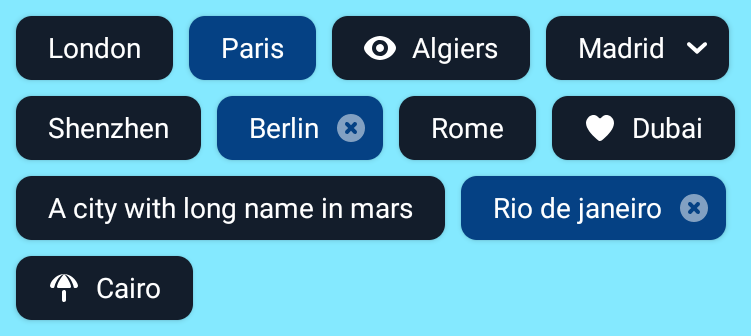 London Paris Algiers Madrid
Shenzhen Berlin Rome Dubai
A city with long name in mars Rio de janeiro
Cairo